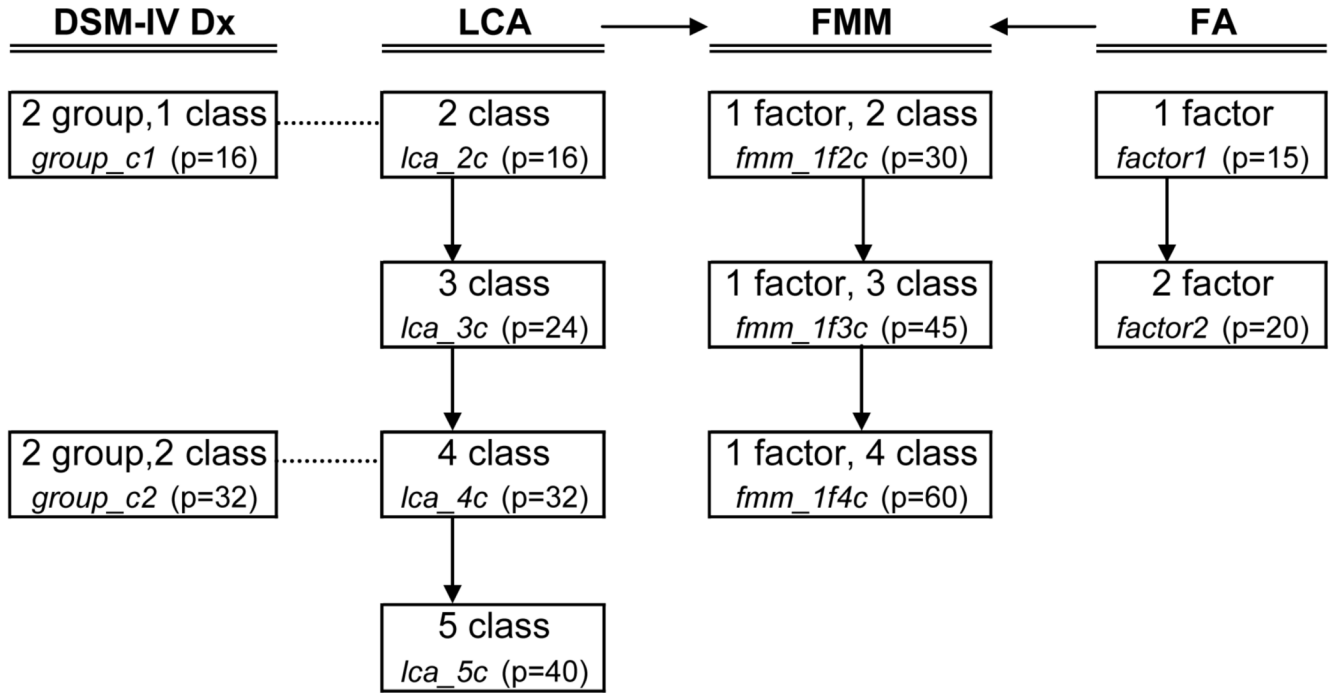 DSM-IV Dx LCA FMM FA
2 group,1 class 2 class 1 factor, 2 class 1 factor
group_c1 (p=16) lca_2c (p=16) fmm_1f2c (p=30) factor1 (p=15)
3 class 1 factor, 3 class 2 factor
lca_3c (p=24) fmm_1f3c (p=45) factor2 (p=20)
2 group,2 class 4 class 1 factor, 4 class
group_c2 (p=32) lca_4c (p=32) fmm_1f4c (p=60)
5 class
lca_5c (p=40)